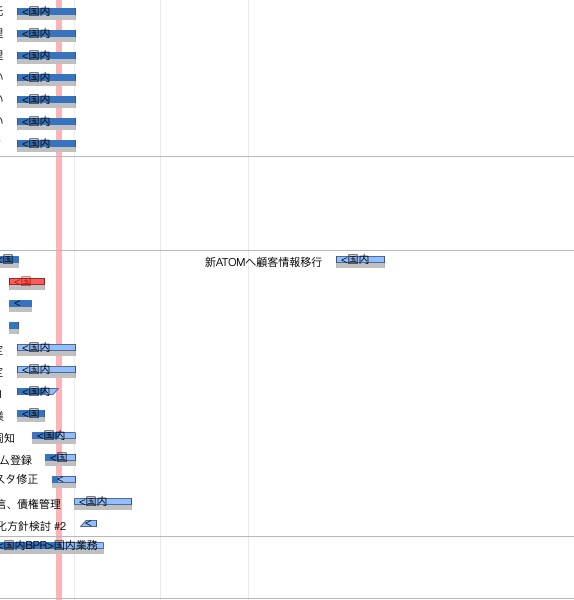 <国内
<国内
<国内
<国内
<国内
<国内
<国内
<国
新ATOMへ顧客情報移行 <国内
<国
<
定 <国内
定 <国内
<国内
<国
周知 <国内
ム登録 <国
スタ修正 <
言、債権管理 <国内
化方針検討 #2 <
<国内BPR>国内業務